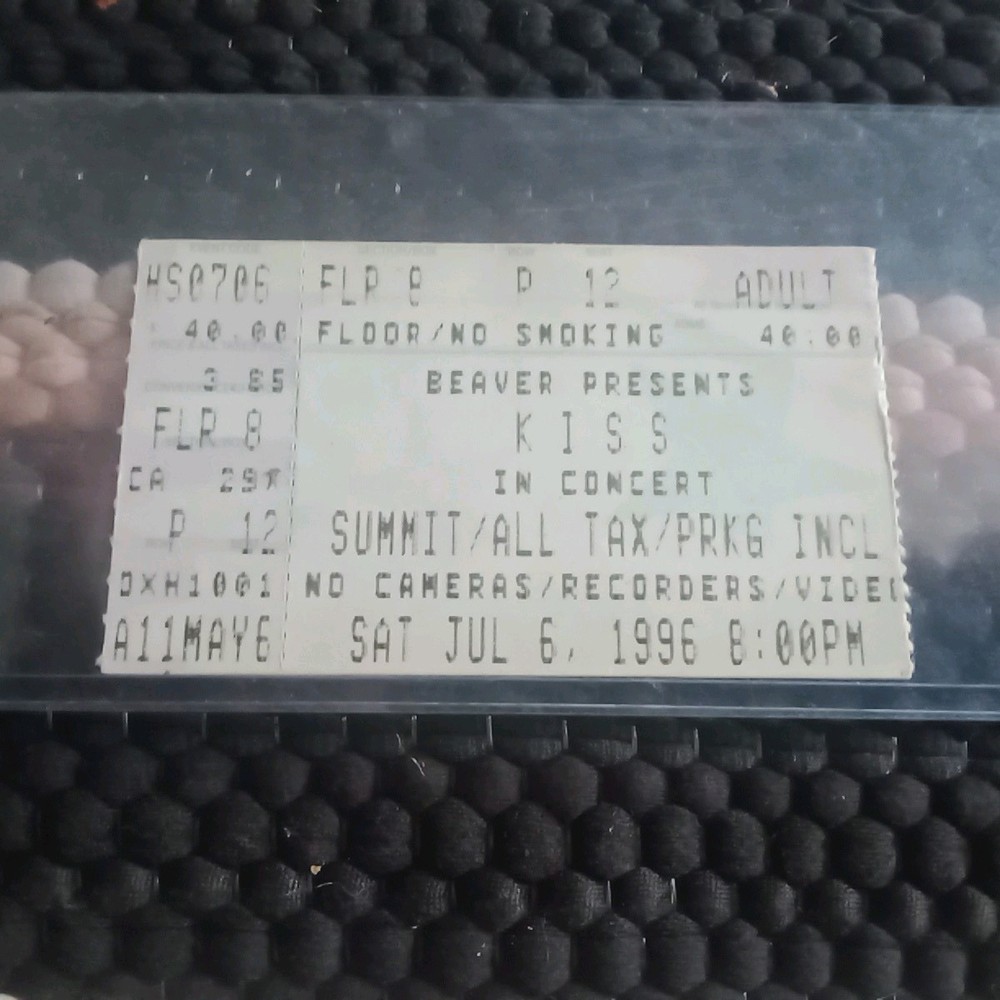 HS0706 FLR 8 P 12 ADULT
40.00 FLOOR/NO SMOKING 40.00
3.85 BEAVER PRESENTS
FLR 8 K I S S
CA 29* IN CONCERT
P 12 SUMMIT/ALL TAX/PRKG INCL
DXH1001 NO CAMERAS/RECORDERS/VIDEO
A11MAY6 SAT JUL 6, 1996 8:00PM